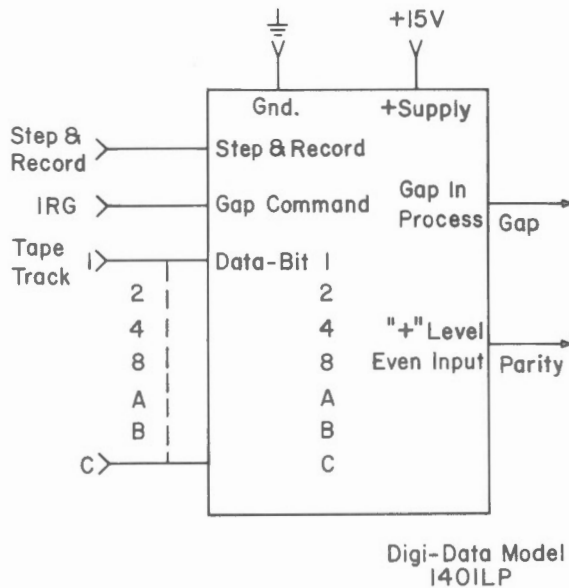 +15V
Gnd.
+Supply
Step &
Record
Step & Record
IRG
Gap Command
Gap In
Process
Gap
Tape
Track
1
Data-Bit 1
2
2
4
4
"+" Level
8
8
Even Input
Parity
A
A
B
B
C
C
Digi-Data Model
1401LP